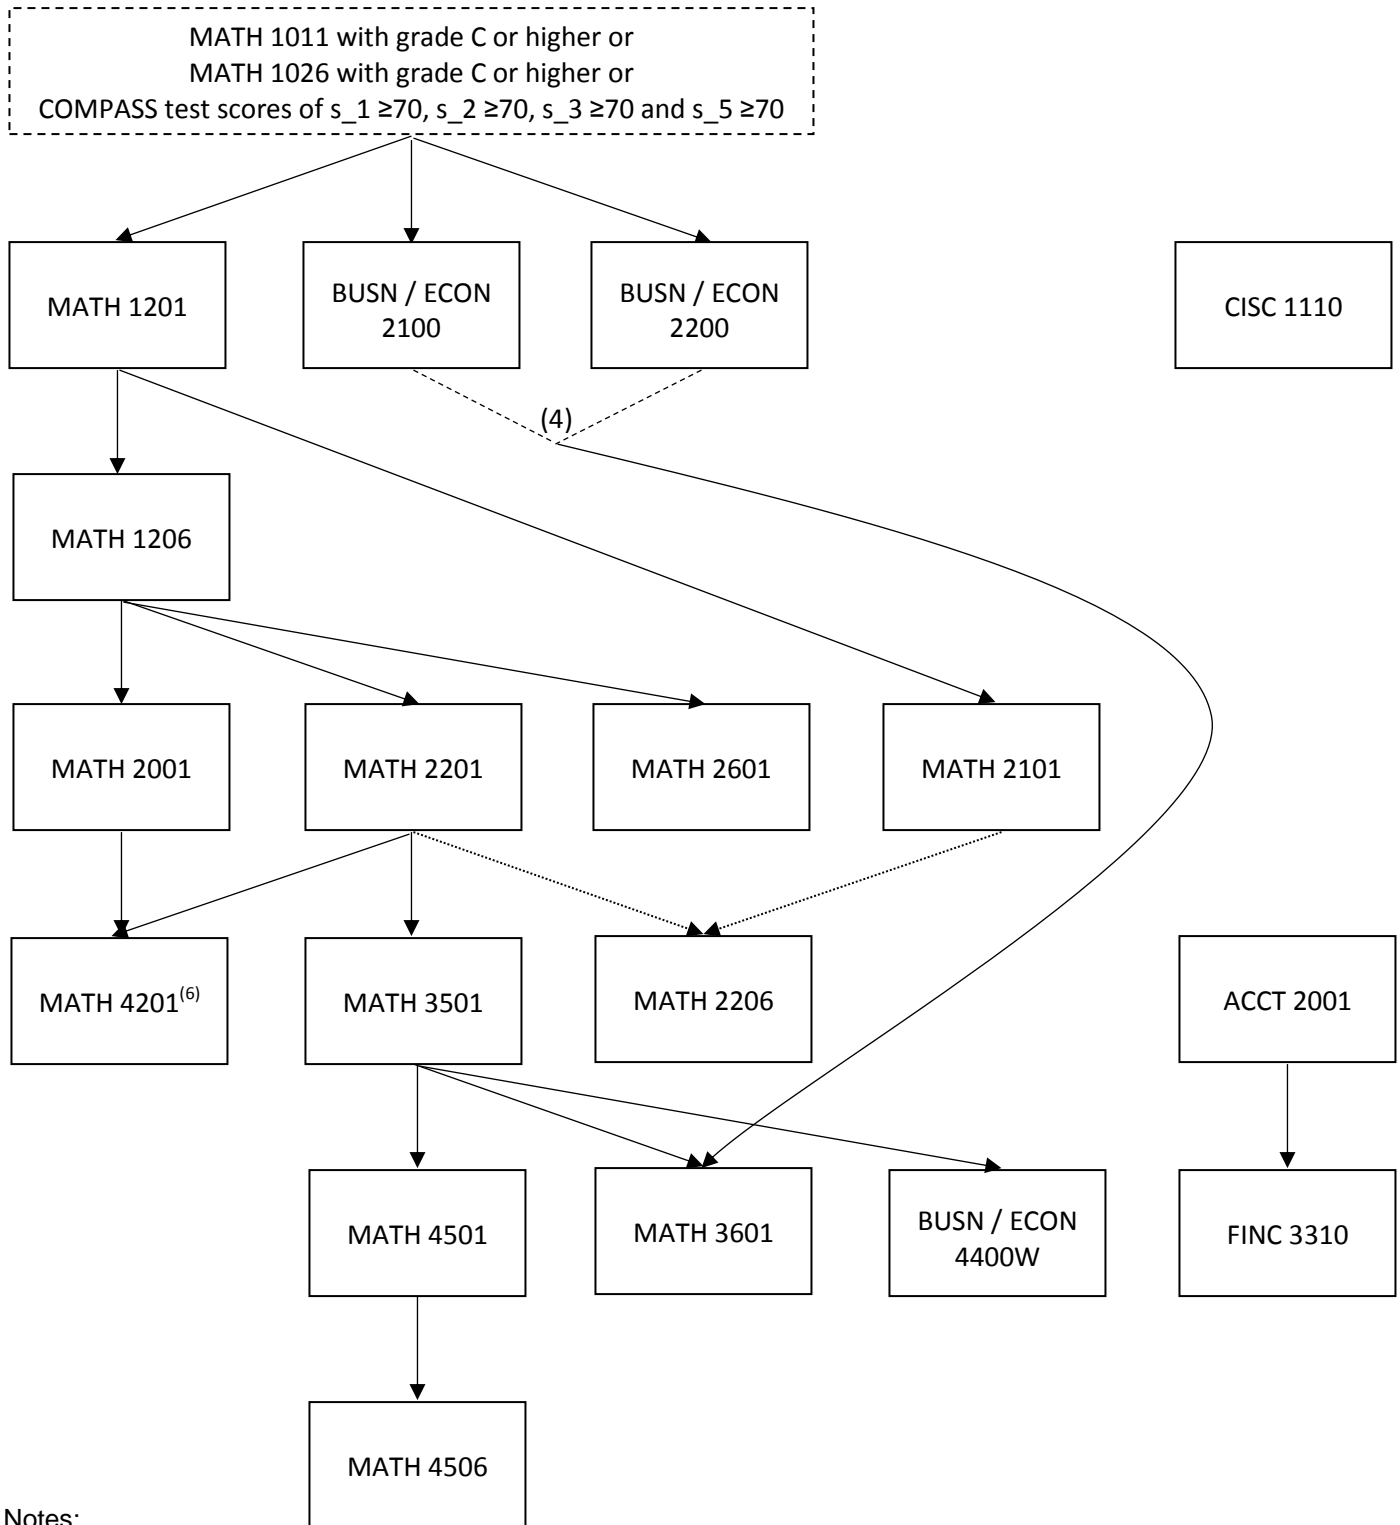 MATH 1011 with grade C or higher or
MATH 1026 with grade C or higher or
COMPASS test scores of s_1 ≥70, s_2 ≥70, s_3 ≥70 and s_5 ≥70
MATH 1201
BUSN / ECON
2100
BUSN / ECON
2200
CISC 1110
(4)
MATH 1206
MATH 2001
MATH 2201
MATH 2601
MATH 2101
MATH 4201(6)
MATH 3501
MATH 2206
ACCT 2001
MATH 4501
MATH 3601
BUSN / ECON
4400W
FINC 3310
MATH 4506
Notes: